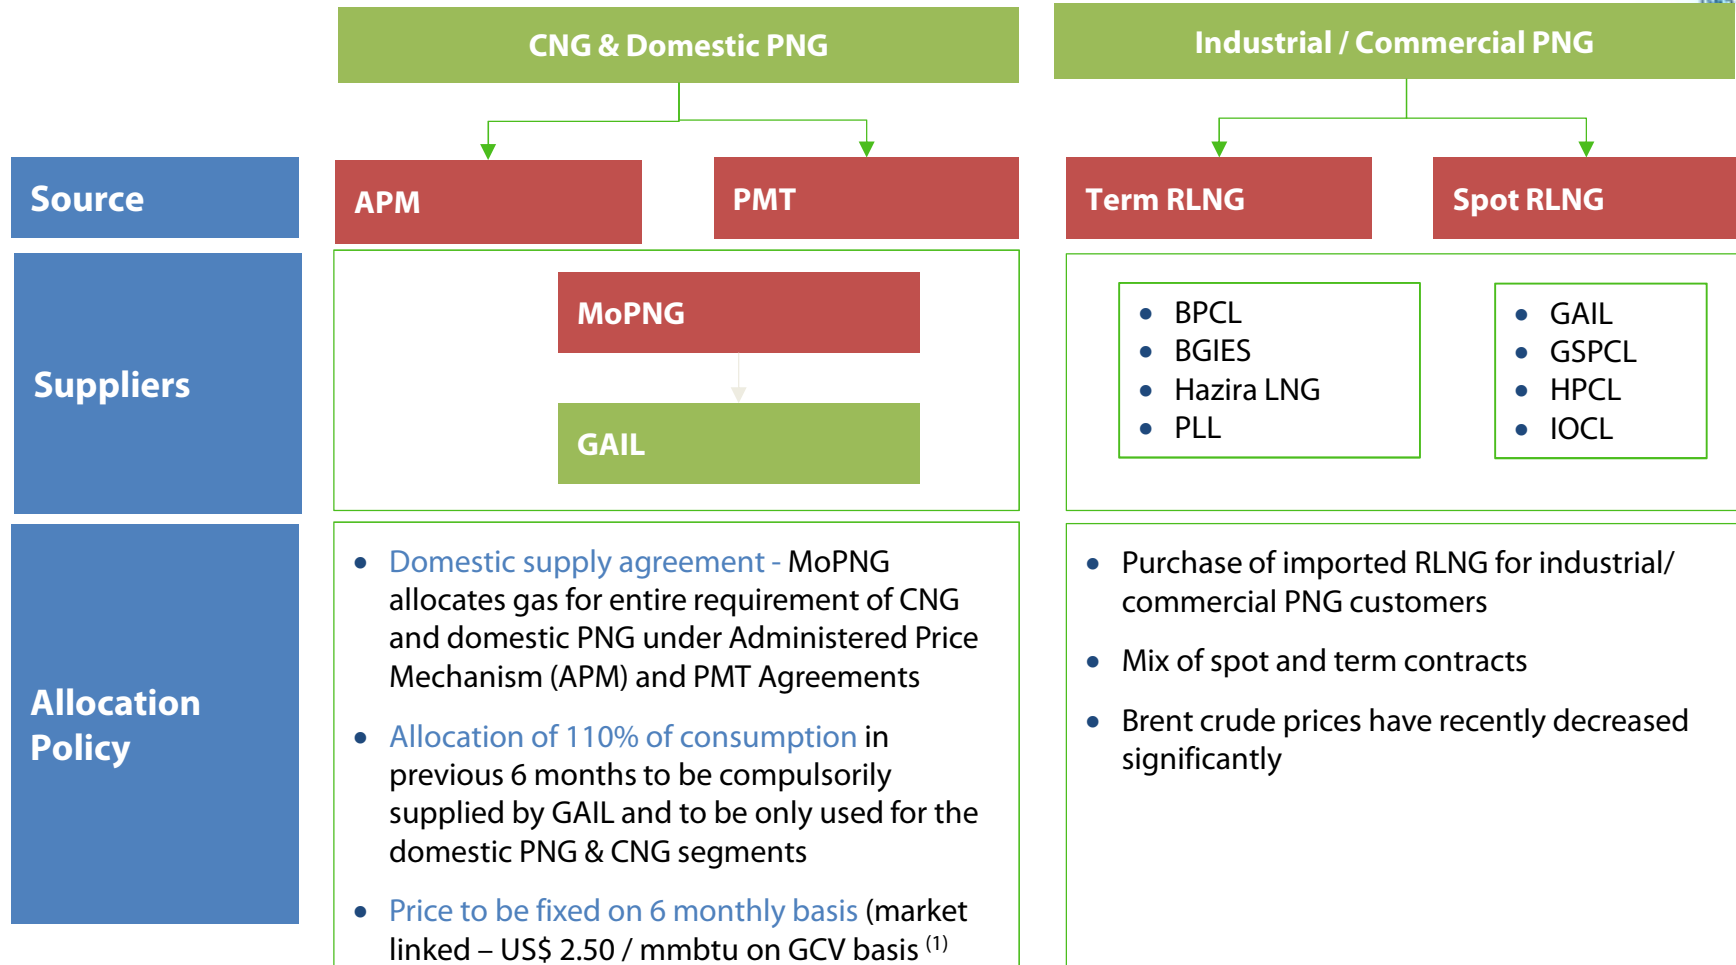 CNG & Domestic PNG
Industrial / Commercial PNG
Source
APM
PMT
Term RLNG
Spot RLNG
Suppliers
MoPNG
GAIL
• BPCL
• BGIES
• Hazira LNG
• PLL
• GAIL
• GSPCL
• HPCL
• IOCL
Allocation
Policy
• Domestic supply agreement - MoPNG
allocates gas for entire requirement of CNG
and domestic PNG under Administered Price
Mechanism (APM) and PMT Agreements
• Allocation of 110% of consumption in
previous 6 months to be compulsorily
supplied by GAIL and to be only used for the
domestic PNG & CNG segments
• Price to be fixed on 6 monthly basis (market
linked – US$ 2.50 / mmbtu on GCV basis (1)
• Purchase of imported RLNG for industrial/
commercial PNG customers
• Mix of spot and term contracts
• Brent crude prices have recently decreased
significantly